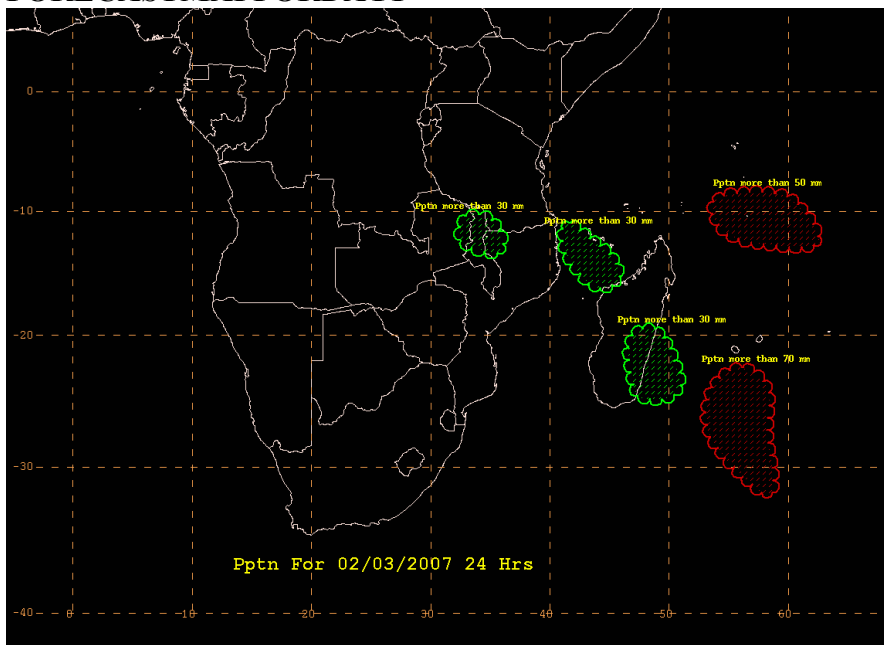 0
Pptn more than 50 mm
Pptn more than 30 mm
-10
Pptn more than 30 mm
Pptn more than 30 mm
-20
Pptn more than 70 mm
-30
Pptn For 02/03/2007 24 Hrs
-40 0 10 20 30 40 50 60